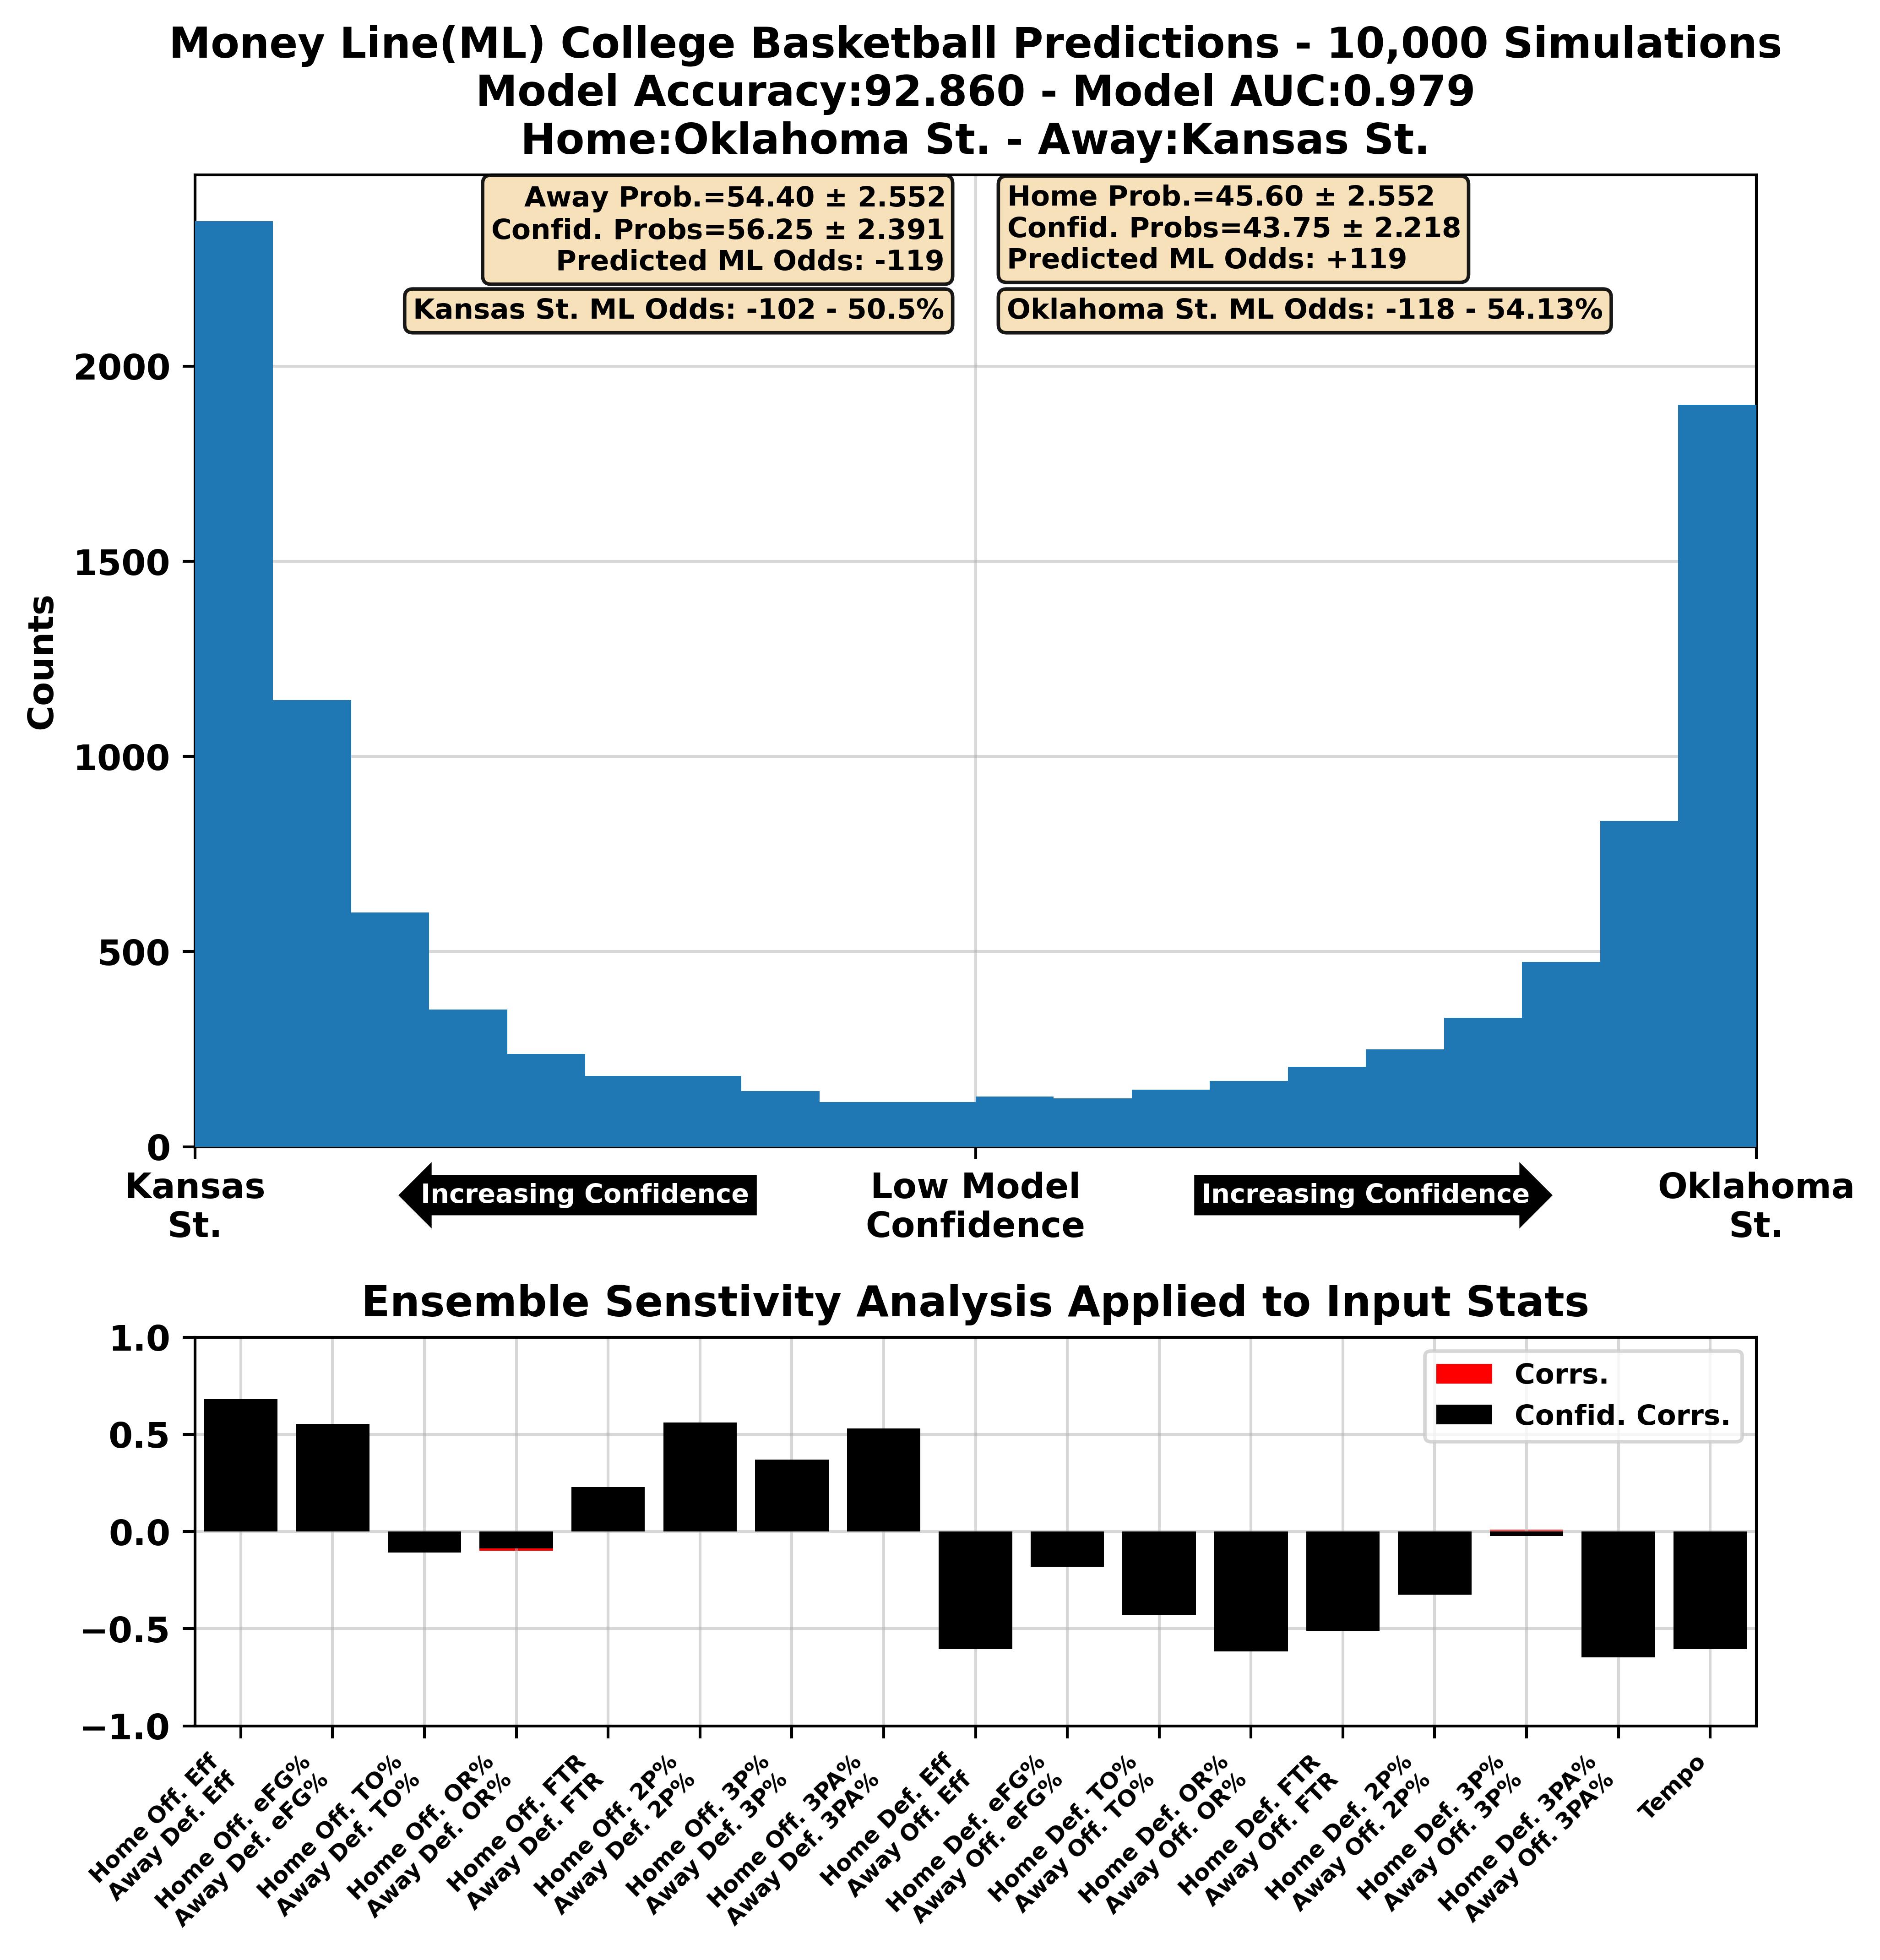 Money Line(ML) College Basketball Predictions - 10,000 Simulations
Model Accuracy:92.860 - Model AUC:0.979
Home:Oklahoma St. - Away:Kansas St.
Away Prob.=54.40 ± 2.552
Confid. Probs=56.25 ± 2.391
Predicted ML Odds: -119
Kansas St. ML Odds: -102 - 50.5%
Home Prob.=45.60 ± 2.552
Confid. Probs=43.75 ± 2.218
Predicted ML Odds: +119
Oklahoma St. ML Odds: -118 - 54.13%
Counts
2000
1500
1000
500
0
Kansas
St.
Increasing Confidence
Low Model
Confidence
Increasing Confidence
Oklahoma
St.
Ensemble Senstivity Analysis Applied to Input Stats
1.0
0.5
0.0
−0.5
−1.0
Corrs.
Confid. Corrs.
Home Off. Eff
Away Def. Eff
Home Off. eFG%
Away Def. eFG%
Home Off. TO%
Away Def. TO%
Home Off. OR%
Away Def. OR%
Home Off. FTR
Away Def. FTR
Home Off. 2P%
Away Def. 2P%
Home Off. 3P%
Away Def. 3P%
Home Off. 3PA%
Away Def. 3PA%
Home Def. Eff
Away Off. Eff
Home Def. eFG%
Away Off. eFG%
Home Def. TO%
Away Off. TO%
Home Def. OR%
Away Off. OR%
Home Def. FTR
Away Off. FTR
Home Def. 2P%
Away Off. 2P%
Home Def. 3P%
Away Off. 3P%
Home Def. 3PA%
Away Off. 3PA%
Tempo